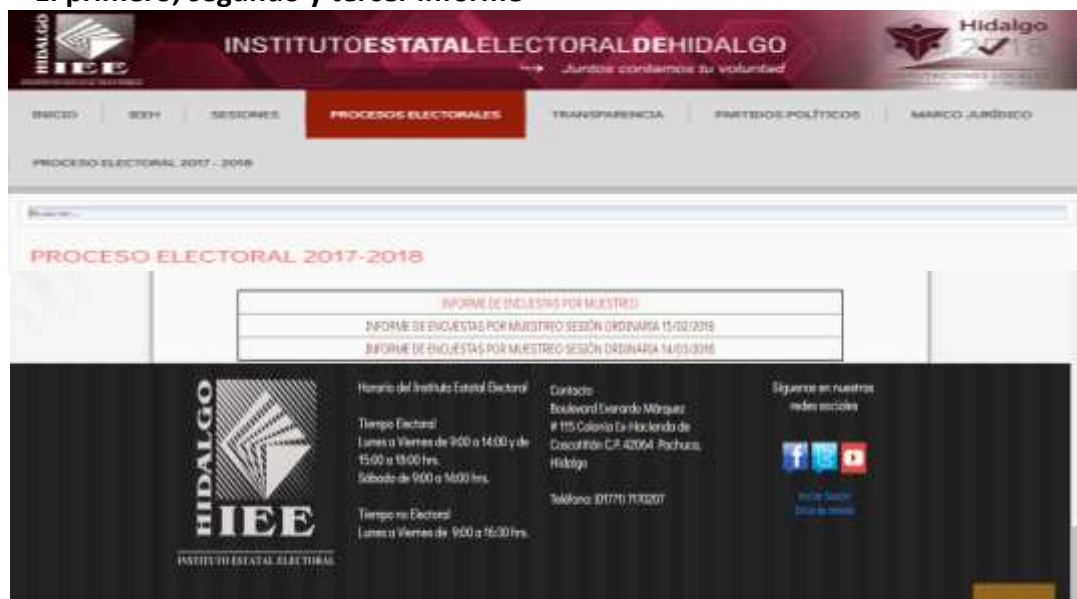 El primero, segundo y tercer informe
HIDALGO
IEE
INSTITUTOESTATALELECTORALDEHIDALGO
Juntos contamos tu voluntad
Hidalgo
2018
INICIO
IEEH
SESIONES
PROCESOS ELECTORALES
TRANSPARENCIA
PARTIDOS POLÍTICOS
MARCO JURÍDICO
PROCESO ELECTORAL 2017 - 2018
Buscar...
PROCESO ELECTORAL 2017-2018
INFORME DE ENCUESTAS POR MUESTREO
INFORME DE ENCUESTAS POR MUESTREO SESIÓN ORDINARIA 15/02/2018
INFORME DE ENCUESTAS POR MUESTREO SESIÓN ORDINARIA 14/03/2018
HIDALGO
IEE
INSTITUTO ESTATAL ELECTORAL
Horario del Instituto Estatal Electoral
Tiempo Electoral
Lunes a Viernes de 9:00 a 14:00 y de
15:00 a 18:00 hrs.
Sábado de 9:00 a 14:00 hrs.
Tiempo no Electoral
Lunes a Viernes de 9:00 a 16:30 hrs.
Contacto
Boulevard Everardo Márquez
# 115 Colonia Ex-Hacienda de
Coscotitlán C.P. 42064 Pachuca,
Hidalgo
Teléfono: (01771) 7170207
Síguenos en nuestras
redes sociales